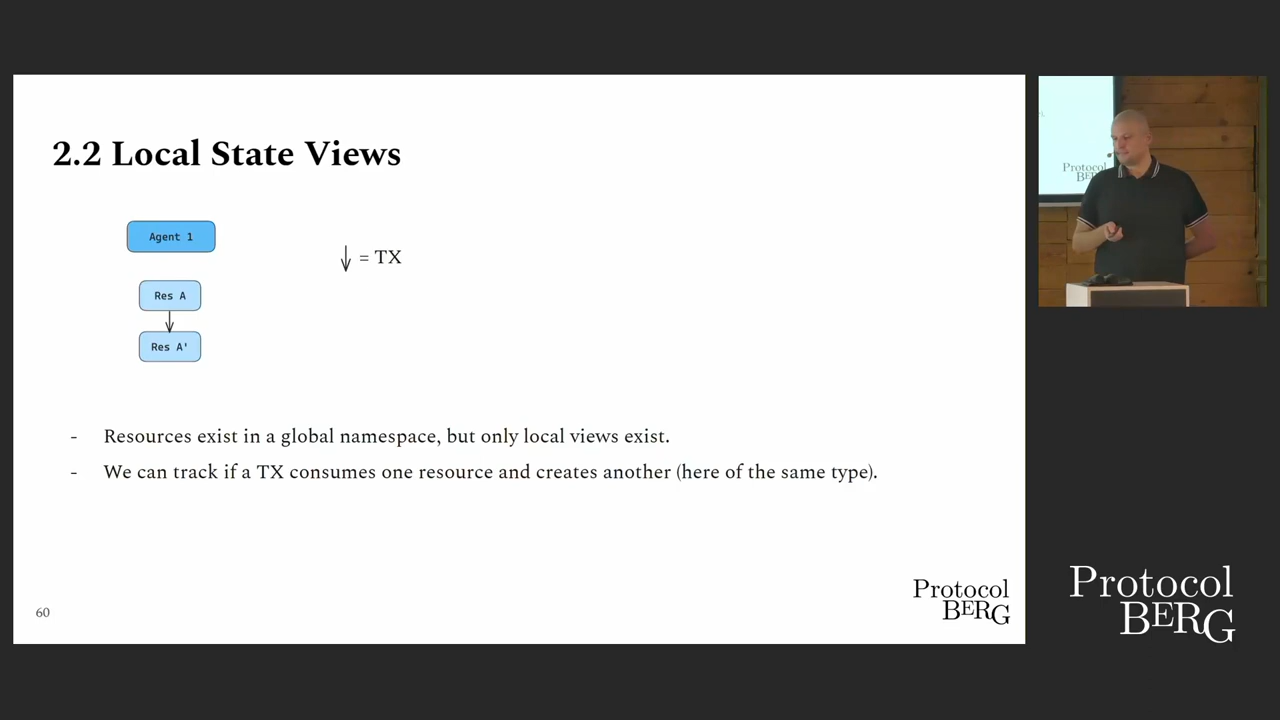 2.2 Local State Views
Agent 1
= TX
Res A
Res A'
- Resources exist in a global namespace, but only local views exist.
- We can track if a TX consumes one resource and creates another (here of the same type).
60
Protocol
BERG
Protocol
BERG
Protocol
BERG